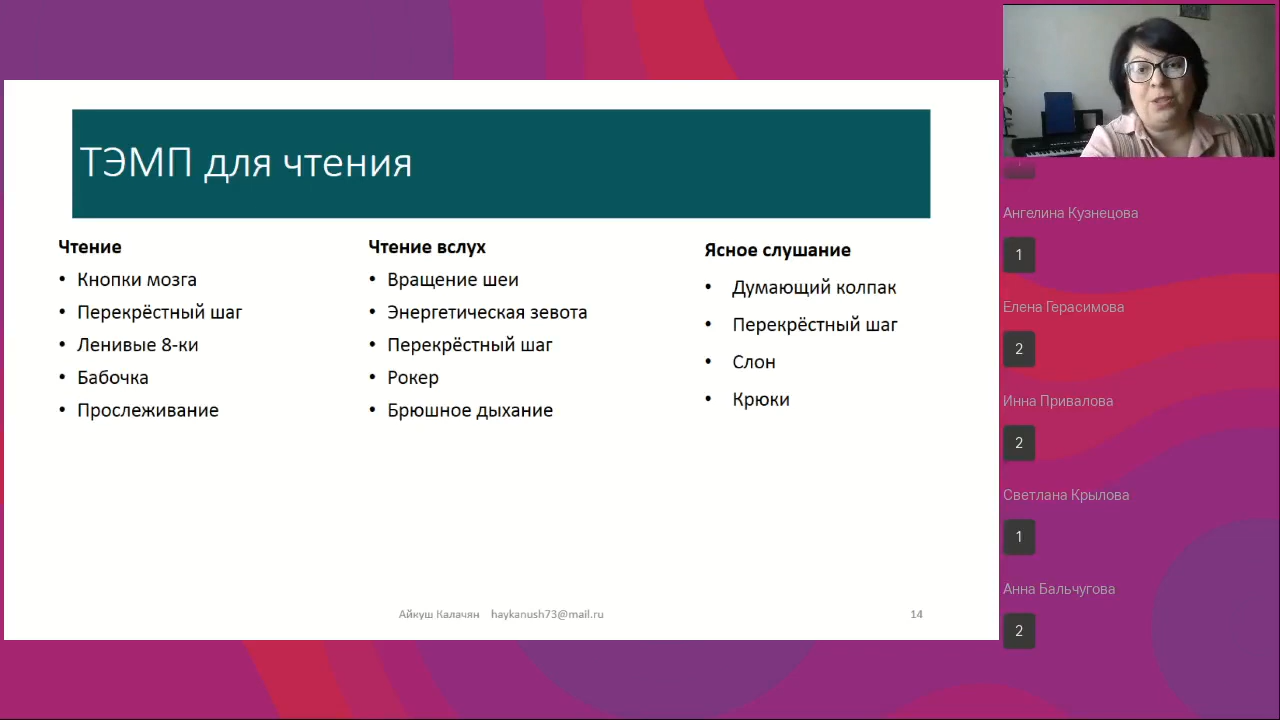 ТЭМП для чтения
Чтение
• Кнопки мозга
• Перекрёстный шаг
• Ленивые 8-ки
• Бабочка
• Прослеживание
Чтение вслух
• Вращение шеи
• Энергетическая зевота
• Перекрёстный шаг
• Рокер
• Брюшное дыхание
Ясное слушание
• Думающий колпак
• Перекрёстный шаг
• Слон
• Крюки
Айкуш Калачян haykanush73@mail.ru
14
Ангелина Кузнецова
1
Елена Герасимова
2
Инна Привалова
2
Светлана Крылова
1
Анна Бальчугова
2